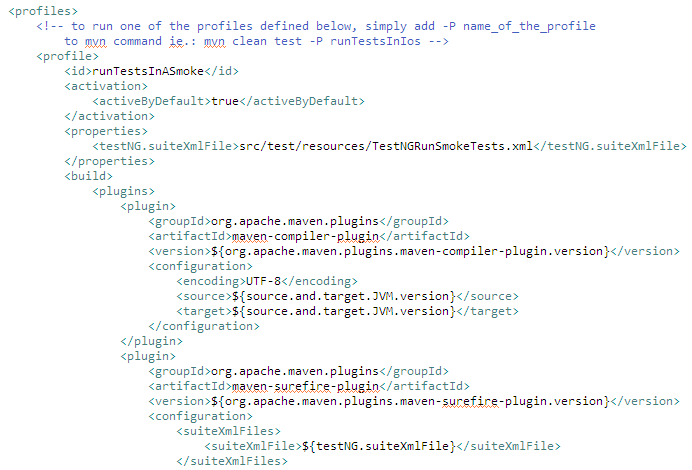 <profiles>
<!-- to run one of the profiles defined below, simply add -P name_of_the_profile
to mvn command ie.: mvn clean test -P runTestsInIos -->
<profile>
<id>runTestsInASmoke</id>
<activation>
<activeByDefault>true</activeByDefault>
</activation>
<properties>
<testNG.suiteXmlFile>src/test/resources/TestNGRunSmokeTests.xml</testNG.suiteXmlFile>
</properties>
<build>
<plugins>
<plugin>
<groupId>org.apache.maven.plugins</groupId>
<artifactId>maven-compiler-plugin</artifactId>
<version>${org.apache.maven.plugins.maven-compiler-plugin.version}</version>
<configuration>
<encoding>UTF-8</encoding>
<source>${source.and.target.JVM.version}</source>
<target>${source.and.target.JVM.version}</target>
</configuration>
</plugin>
<plugin>
<groupId>org.apache.maven.plugins</groupId>
<artifactId>maven-surefire-plugin</artifactId>
<version>${org.apache.maven.plugins.maven-surefire-plugin.version}</version>
<configuration>
<suiteXmlFiles>
<suiteXmlFile>${testNG.suiteXmlFile}</suiteXmlFile>
</suiteXmlFiles>